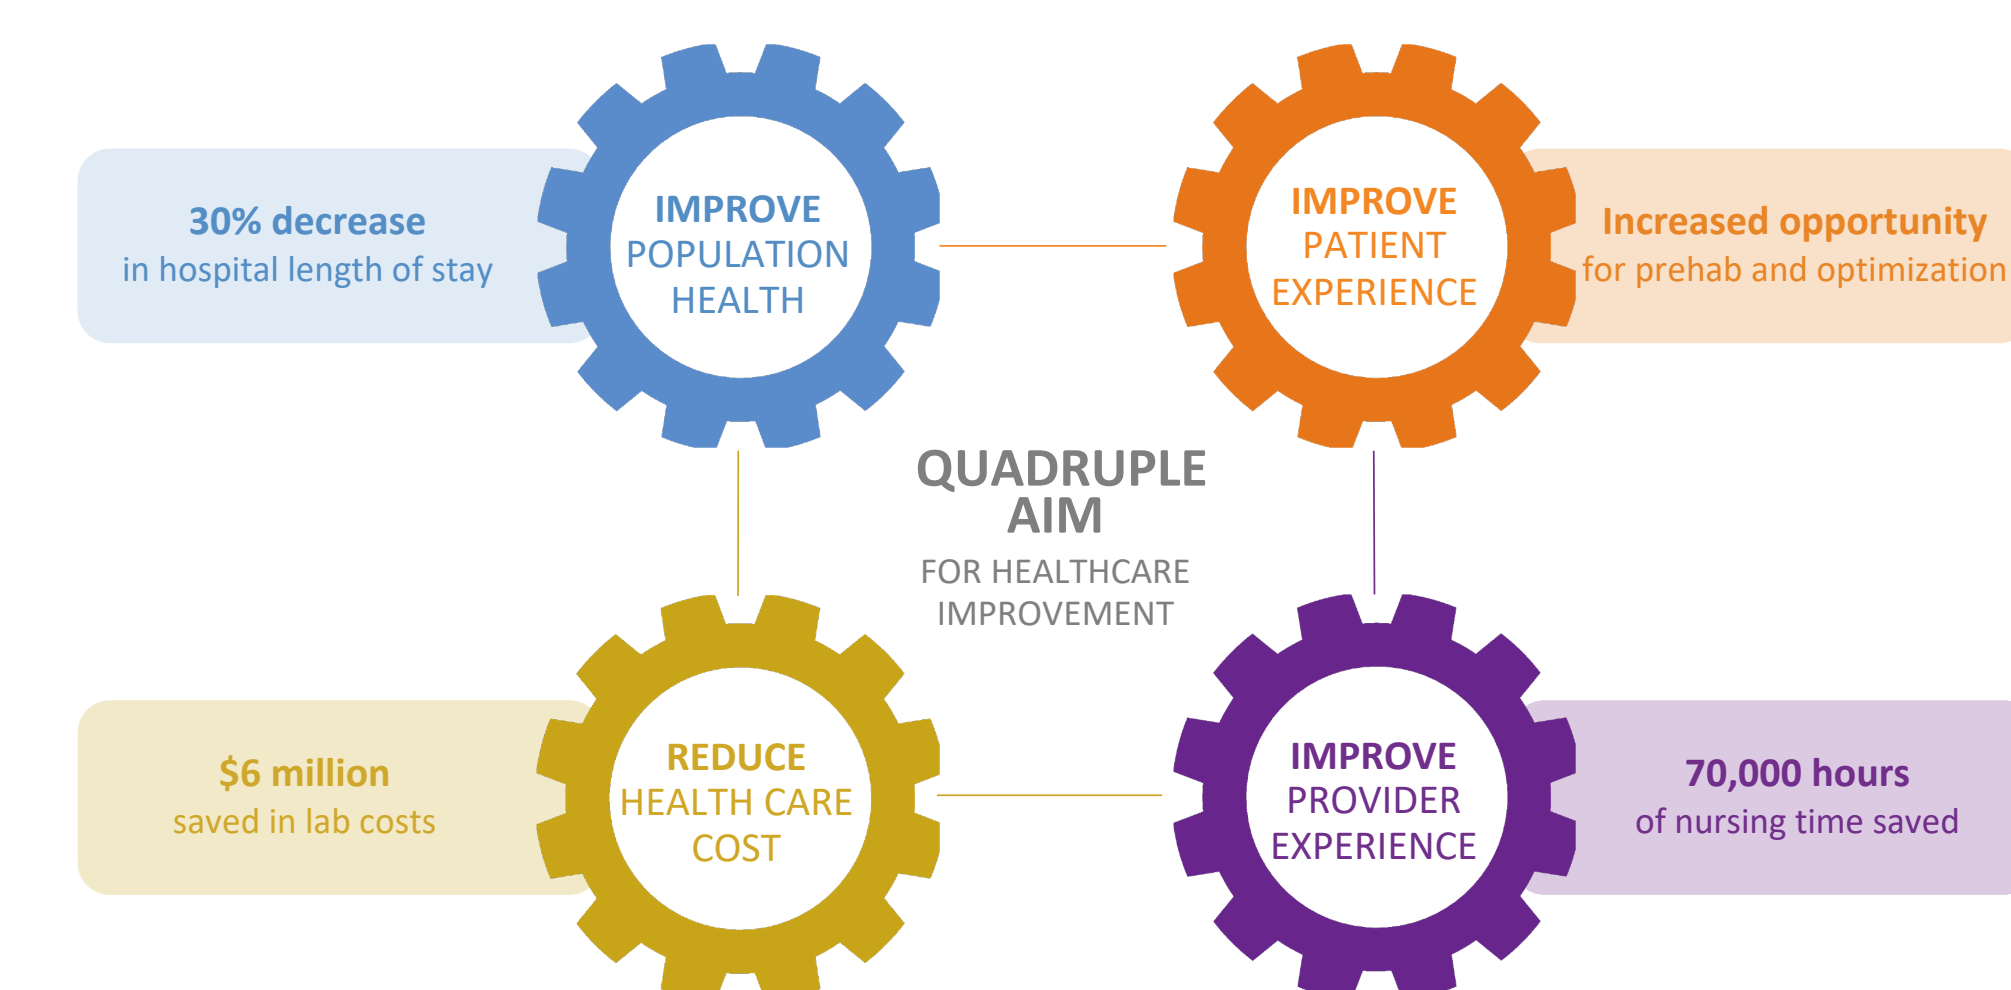 30% decrease
in hospital length of stay
IMPROVE
POPULATION
HEALTH
IMPROVE
PATIENT
EXPERIENCE
Increased opportunity
for prehab and optimization
QUADRUPLE
AIM
FOR HEALTHCARE
IMPROVEMENT
$6 million
saved in lab costs
REDUCE
HEALTH CARE
COST
IMPROVE
PROVIDER
EXPERIENCE
70,000 hours
of nursing time saved